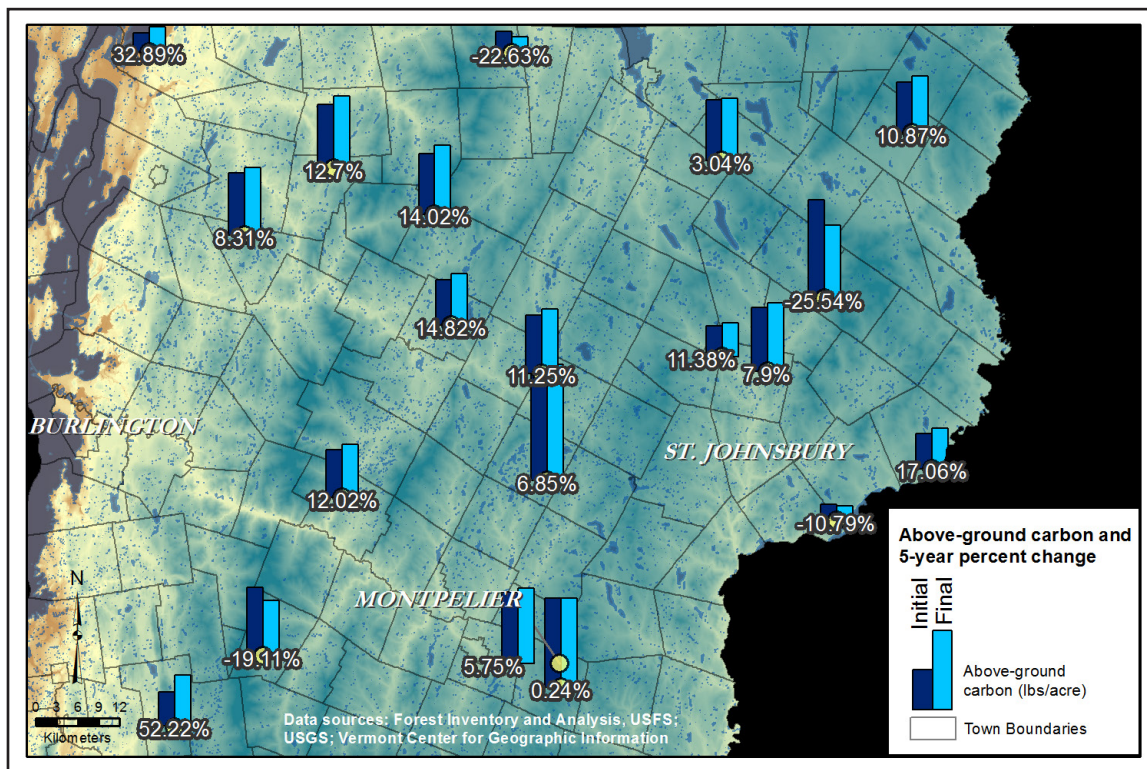 32.89%
-22.63%
10.87%
12.7%
3.04%
14.02%
8.31%
-25.54%
14.82%
11.25%
11.38%
7.9%
BURLINGTON
ST. JOHNSBURY
17.06%
6.85%
12.02%
-10.79%
Above-ground carbon and
5-year percent change
Initial
Final
Above-ground
carbon (lbs/acre)
Town Boundaries
N
MONTPELIER
-19.11%
5.75%
0.24%
52.22%
0 3 6 9 12
Kilometers
Data sources: Forest Inventory and Analysis, USFS;
USGS; Vermont Center for Geographic Information